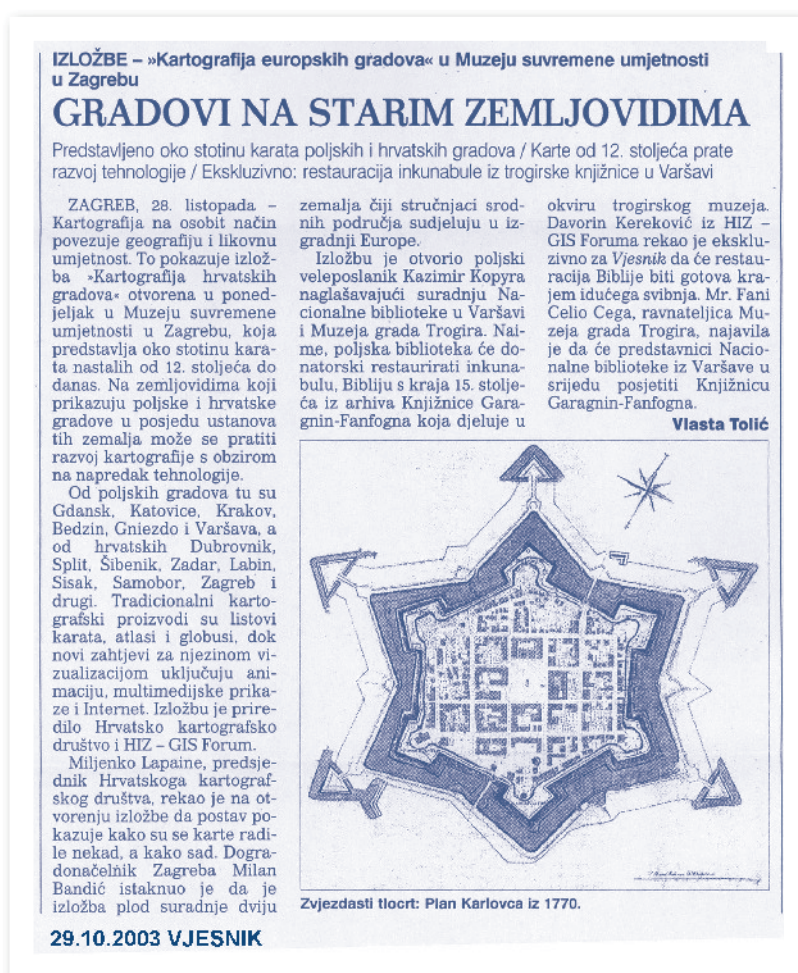 IZLOŽBE – »Kartografija europskih gradova« u Muzeju suvremene umjetnosti
u Zagrebu
GRADOVI NA STARIM ZEMLJOVIDIMA
Predstavljeno oko stotinu karata poljskih i hrvatskih gradova / Karte od 12. stoljeća prate
razvoj tehnologije / Ekskluzivno: restauracija inkunabule iz trogirske knjižnice u Varšavi
ZAGREB, 28. listopada –
Kartografija na osobit način
povezuje geografiju i likovnu
umjetnost. To pokazuje izlož-
ba »Kartografija hrvatskih
gradova« otvorena u poned-
jeljak u Muzeju suvremene
umjetnosti u Zagrebu, koja
predstavlja oko stotinu kara-
ta nastalih od 12. stoljeća do
danas. Na zemljovidima koji
prikazuju poljske i hrvatske
gradove u posjedu ustanova
tih zemalja može se pratiti
razvoj kartografije s obzirom
na napredak tehnologije.
Od poljskih gradova tu su
Gdansk, Katovice, Krakov,
Bedzin, Gniezdo i Varšava, a
od hrvatskih Dubrovnik,
Split, Šibenik, Zadar, Labin,
Sisak, Samobor, Zagreb i
drugi. Tradicionalni karto-
grafski proizvodi su listovi
karata, atlasi i globusi, dok
novi zahtjevi za njezinom vi-
zualizacijom uključuju ani-
maciju, multimedijske prika-
ze i Internet. Izložbu je prire-
dilo Hrvatsko kartografsko
društvo i HIZ – GIS Forum.
Miljenko Lapaine, predsje-
dnik Hrvatskoga kartograf-
skog društva, rekao je na ot-
vorenju izložbe da postav po-
kazuje kako su se karte radi-
le nekad, a kako sad. Dogra-
donačelnik Zagreba Milan
Bandić istaknuo je da je
izložba plod suradnje dviju
zemalja čiji stručnjaci srod-
nih područja sudjeluju u iz-
gradnji Europe.
Izložbu je otvorio poljski
veleposlanik Kazimir Kopyra
naglašavajući suradnju Na-
cionalne biblioteke u Varšavi
i Muzeja grada Trogira. Nai-
me, poljska biblioteka će do-
natorski restaurirati inkuna-
bulu, Bibliju s kraja 15. stolje-
ća iz arhiva Knjižnice Gara-
gnin-Fanfogna koja djeluje u
okviru trogirskog muzeja.
Davorin Kereković iz HIZ –
GIS Foruma rekao je eksklu-
zivno za Vjesnik da će restau-
racija Biblije biti gotova kra-
jem idućega svibnja. Mr. Fani
Celio Cega, ravnateljica Mu-
zeja grada Trogira, najavila
je da će predstavnici Nacio-
nalne biblioteke iz Varšave u
srijedu posjetiti Knjižnicu
Garagnin-Fanfogna.
Vlasta Tolić
Zvjezdasti tlocrt: Plan Karlovca iz 1770.
29.10.2003 VJESNIK